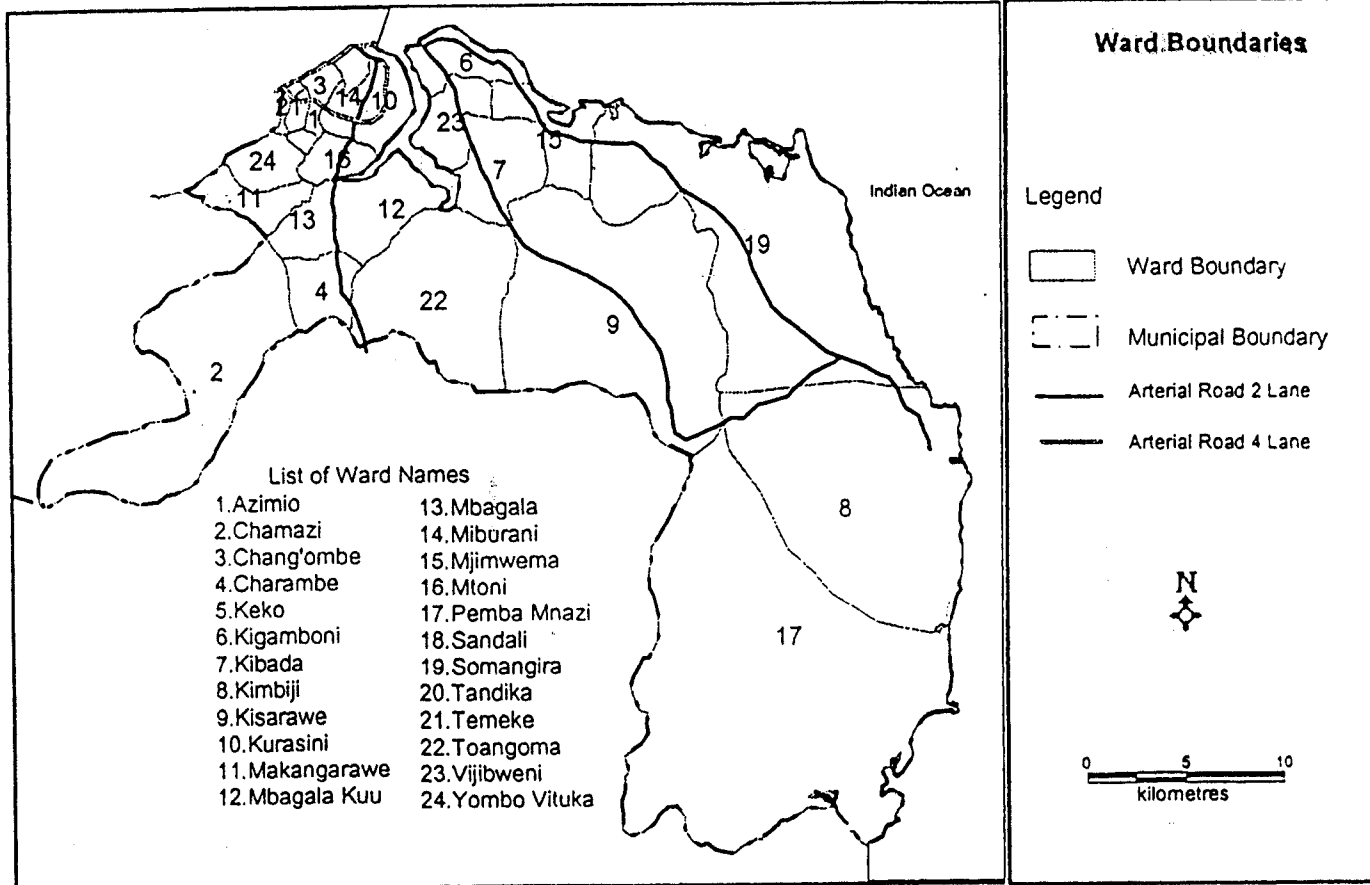 Ward Boundaries
Indian Ocean
Legend
Ward Boundary
Municipal Boundary
Arterial Road 2 Lane
Arterial Road 4 Lane
N
0 5 10
kilometres
6
3
14
10
21
1
23
15
24
16
7
11
13
12
19
4
22
9
2
8
17
List of Ward Names
1.Azimio
2.Chamazi
3.Chang'ombe
4.Charambe
5.Keko
6.Kigamboni
7.Kibada
8.Kimbiji
9.Kisarawe
10.Kurasini
11.Makangarawe
12.Mbagala Kuu
13.Mbagala
14.Miburani
15.Mjimwema
16.Mtoni
17.Pemba Mnazi
18.Sandali
19.Somangira
20.Tandika
21.Temeke
22.Toangoma
23.Vijibweni
24.Yombo Vituka